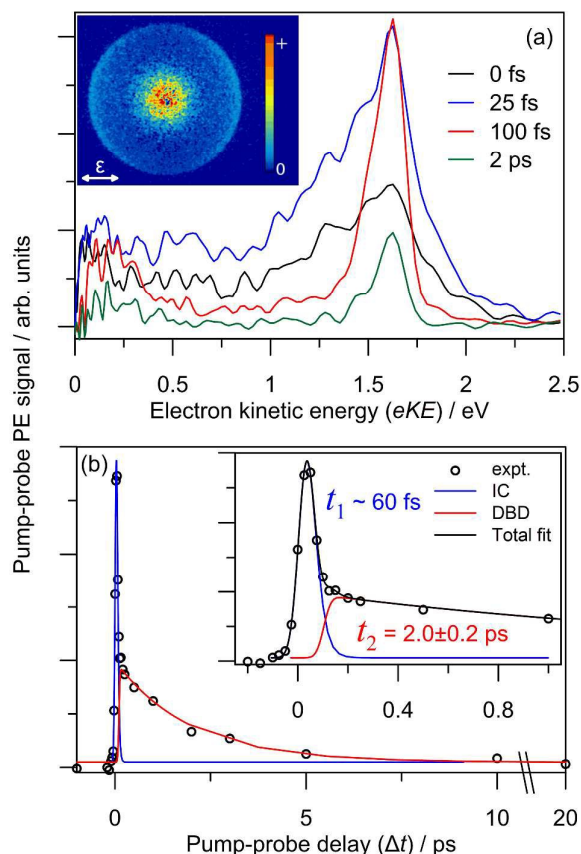 (a)
+
0
ε
0 fs
25 fs
100 fs
2 ps
0 0.5 1 1.5 2 2.5
Electron kinetic energy (eKE) / eV
Pump-probe PE signal / arb. units
(b)
t1 ~ 60 fs
expt.
IC
DBD
Total fit
t2 = 2.0±0.2 ps
0 0.4 0.8
0 5 10 20
Pump-probe delay (Δt) / ps